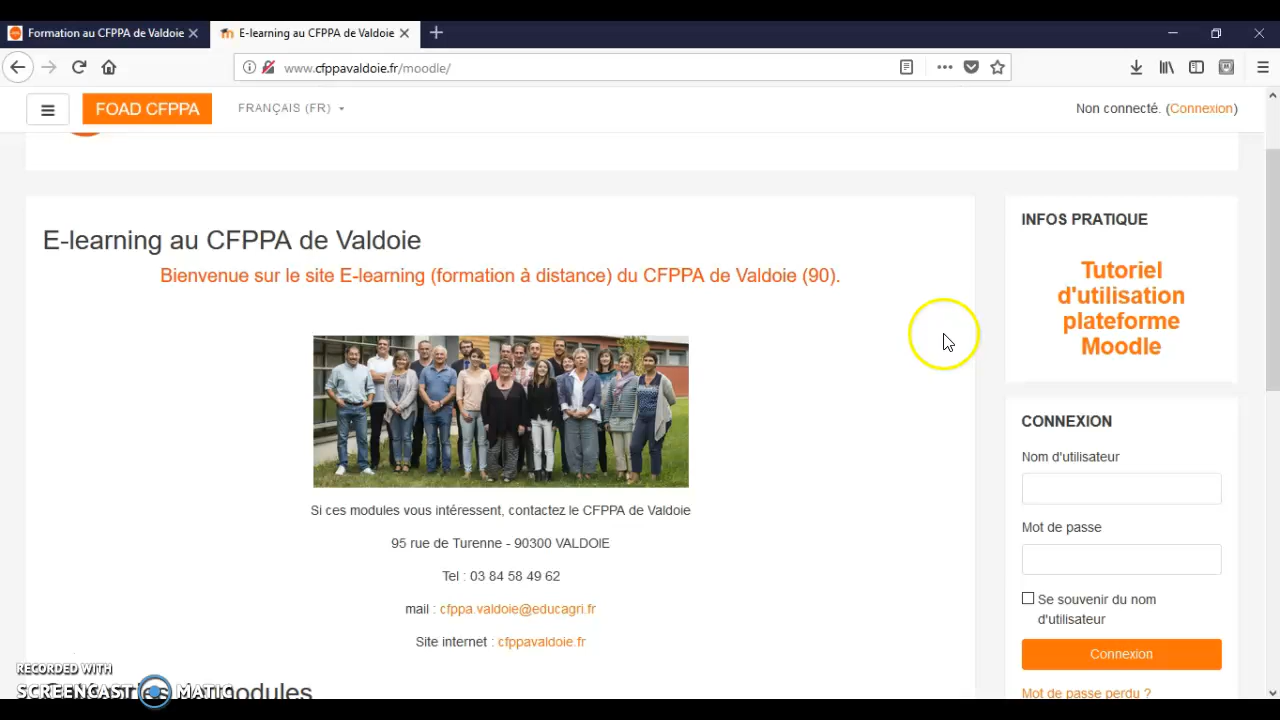 Formation au CFPPA de Valdoie
E-learning au CFPPA de Valdoie
www.cfppavaldoie.fr/moodle/
FOAD CFPPA
FRANÇAIS (FR)
Non connecté. (Connexion)
E-learning au CFPPA de Valdoie
Bienvenue sur le site E-learning (formation à distance) du CFPPA de Valdoie (90).
Si ces modules vous intéressent, contactez le CFPPA de Valdoie
95 rue de Turenne - 90300 VALDOIE
Tel : 03 84 58 49 62
mail : cfppa.valdoie@educagri.fr
Site internet : cfppavaldoie.fr
modules
INFOS PRATIQUE
Tutoriel
d'utilisation
plateforme
Moodle
CONNEXION
Nom d'utilisateur
Mot de passe
Se souvenir du nom
d'utilisateur
Connexion
Mot de passe perdu ?
RECORDED WITH
SCREENCAST MATIC